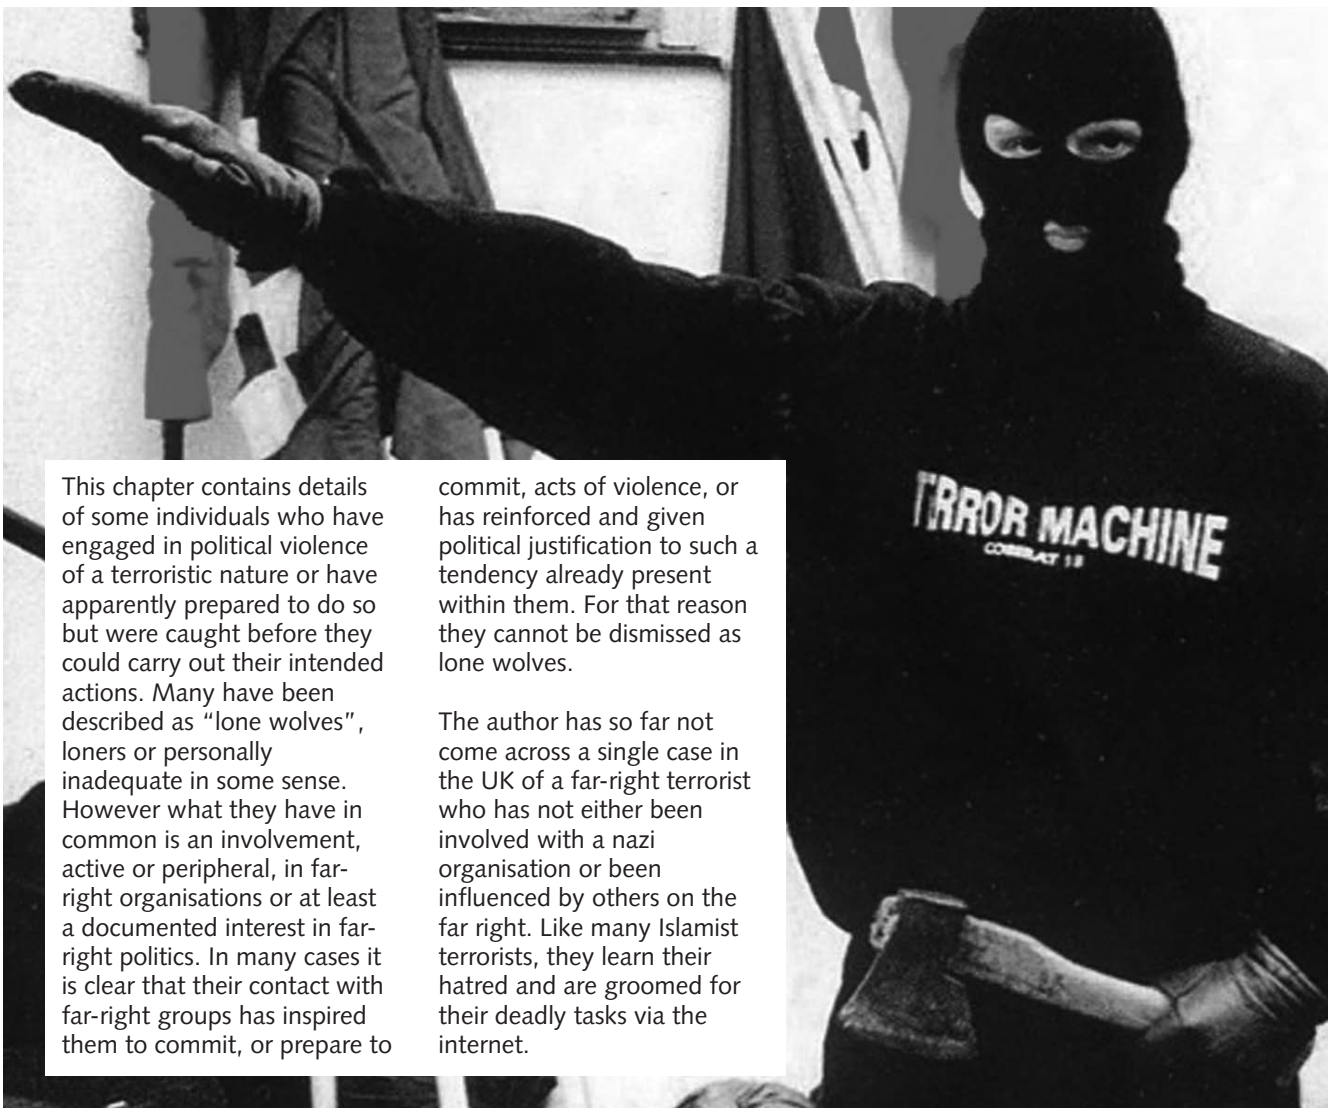 This chapter contains details
of some individuals who have
engaged in political violence
of a terroristic nature or have
apparently prepared to do so
but were caught before they
could carry out their intended
actions. Many have been
described as “lone wolves”,
loners or personally
inadequate in some sense.
However what they have in
common is an involvement,
active or peripheral, in far-
right organisations or at least
a documented interest in far-
right politics. In many cases it
is clear that their contact with
far-right groups has inspired
them to commit, or prepare to
commit, acts of violence, or
has reinforced and given
political justification to such a
tendency already present
within them. For that reason
they cannot be dismissed as
lone wolves.

The author has so far not
come across a single case in
the UK of a far-right terrorist
who has not either been
involved with a nazi
organisation or been
influenced by others on the
far right. Like many Islamist
terrorists, they learn their
hatred and are groomed for
their deadly tasks via the
internet.
MACHINE
18